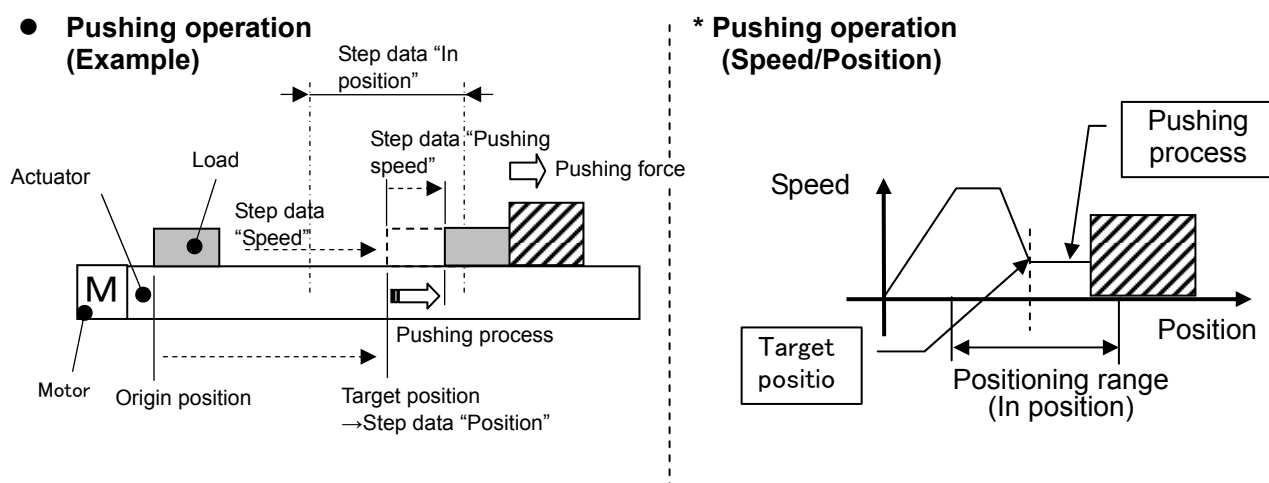 ● Pushing operation
(Example)
Step data “In
position”
Step data “Pushing
speed”
Pushing force
Load
Actuator
Step data
“Speed”
M
Pushing process
Motor
Origin position
Target position
→Step data “Position”
* Pushing operation
(Speed/Position)
Pushing
process
Speed
Position
Target
positio
Positioning range
(In position)